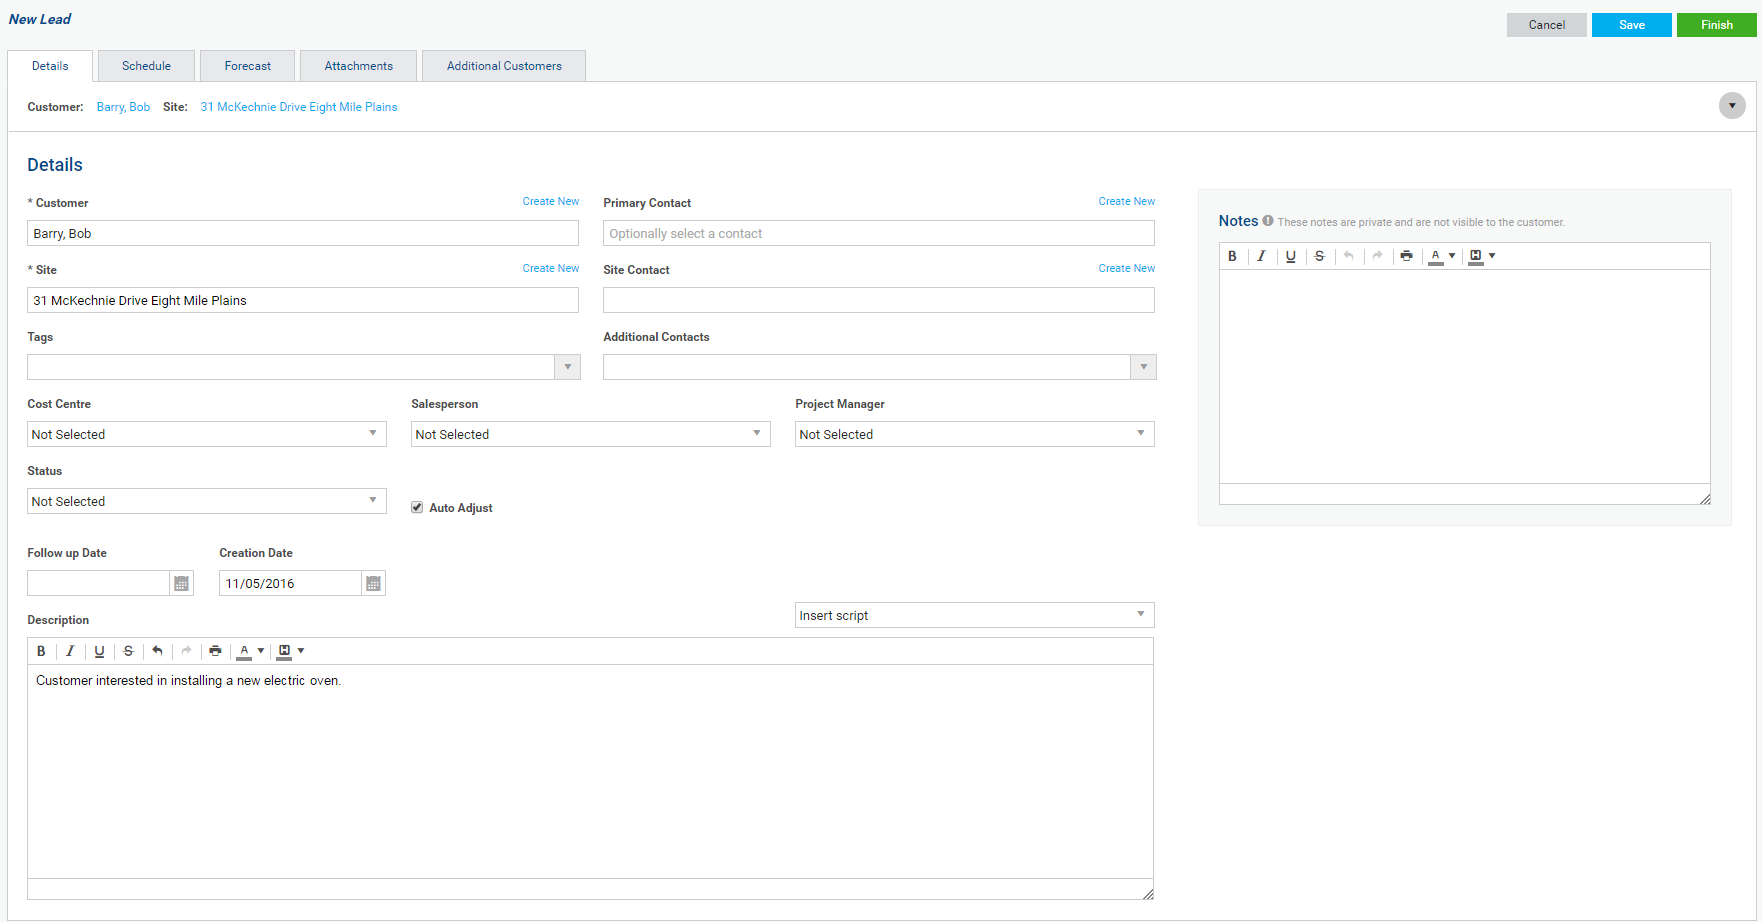 New Lead
Cancel Save Finish
Details Schedule Forecast Attachments Additional Customers
Customer: Barry, Bob Site: 31 McKechnie Drive Eight Mile Plains
Details
* Customer Create New Primary Contact Create New
Barry, Bob Optionally select a contact
* Site Create New Site Contact Create New
31 McKechnie Drive Eight Mile Plains
Tags Additional Contacts
Cost Centre Salesperson Project Manager
Not Selected Not Selected Not Selected
Status
Not Selected Auto Adjust
Follow up Date Creation Date
11/05/2016
Description Insert script
B I U S A H
Customer interested in installing a new electric oven.
Notes These notes are private and are not visible to the customer.
B I U S A H